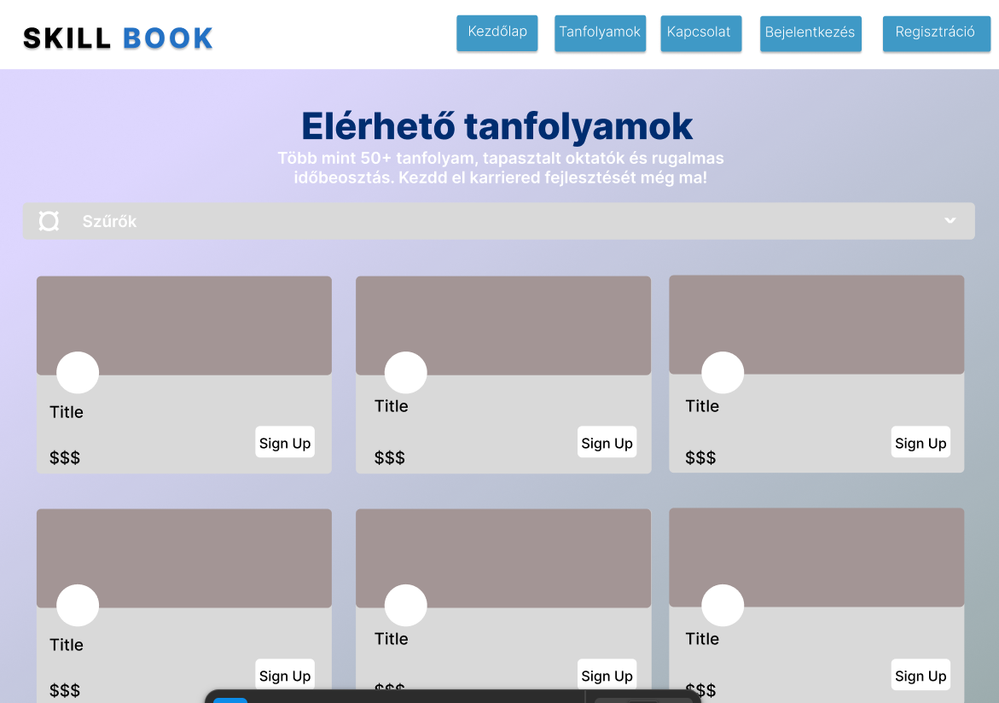 SKILL BOOK
Kezdőlap
Tanfolyamok
Kapcsolat
Bejelentkezés
Regisztráció
Elérhető tanfolyamok
Több mint 50+ tanfolyam, tapasztalt oktatók és rugalmas
időbeosztás. Kezdd el karriered fejlesztését még ma!
Szűrők
Title
Sign Up
$$$
Title
Sign Up
$$$
Title
Sign Up
$$$
Title
Sign Up
$$$
Title
Sign Up
$$$
Title
Sign Up
$$$